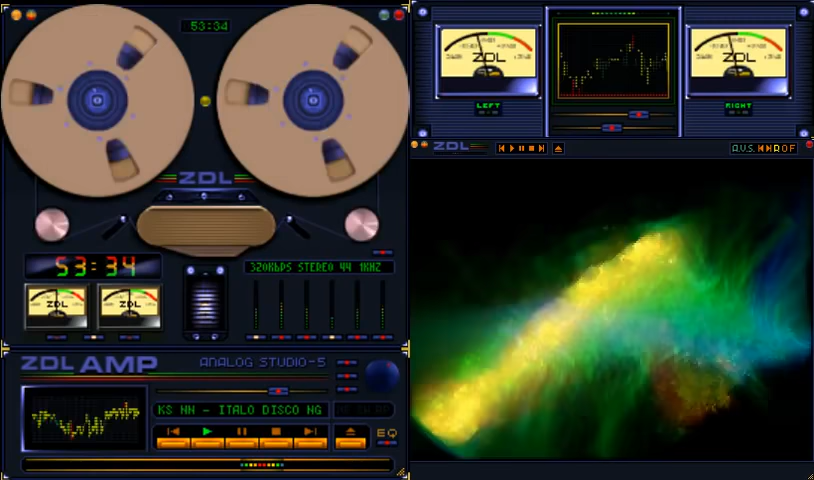 53:34
ZDL
ZDL
ZDL
LEFT
RIGHT
ZDL
ZDL
A.V.S.
53:34
320KBPS STEREO 44.1KHZ
ZDL
ZDL
ZDL AMP
ANALOG STUDIO-5
KS NN - ITALO DISCO NG
EQ